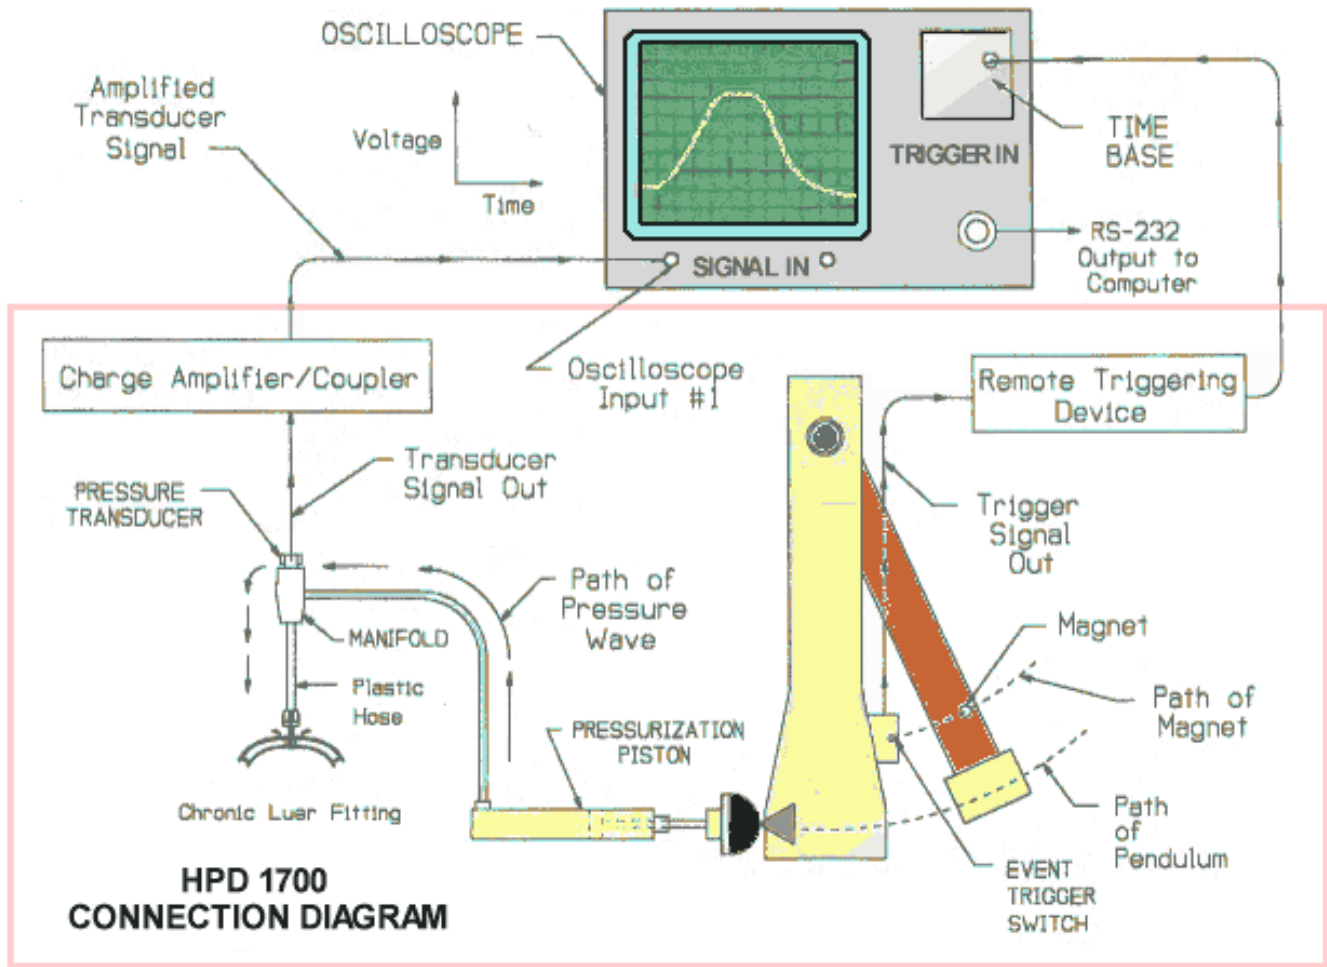 OSCILLOSCOPE
Amplified
Transducer
Signal
Voltage
Time
TRIGGER IN
TIME
BASE
RS-232
Output to
Computer
SIGNAL IN
Charge Amplifier/Coupler
Oscilloscope
Input #1
Remote Triggering
Device
Transducer
Signal Out
PRESSURE
TRANSDUCER
Trigger
Signal
Out
Path of
Pressure
Wave
MANIFOLD
Magnet
Plastic
Hose
Path of
Magnet
PRESSURIZATION
PISTON
Chronic Luer Fitting
Path
of
Pendulum
EVENT
TRIGGER
SWITCH
HPD 1700
CONNECTION DIAGRAM